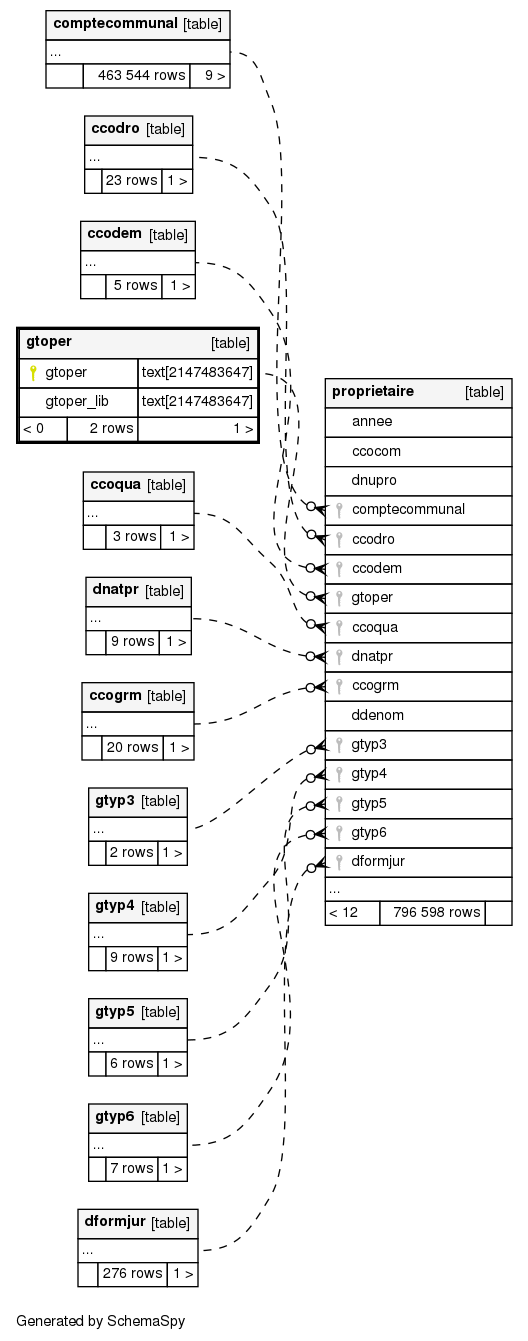 comptecommunal [table]
...
463 544 rows 9 >
ccodro [table]
...
23 rows 1 >
ccodem [table]
...
5 rows 1 >
gtoper [table]
gtoper text[2147483647]
gtoper_lib text[2147483647]
< 0 2 rows 1 >
ccoqua [table]
...
3 rows 1 >
dnatpr [table]
...
9 rows 1 >
ccogrm [table]
...
20 rows 1 >
gtyp3 [table]
...
2 rows 1 >
gtyp4 [table]
...
9 rows 1 >
gtyp5 [table]
...
6 rows 1 >
gtyp6 [table]
...
7 rows 1 >
dformjur [table]
...
276 rows 1 >
proprietaire [table]
annee
ccocom
dnupro
comptecommunal
ccodro
ccodem
gtoper
ccoqua
dnatpr
ccogrm
ddenom
gtyp3
gtyp4
gtyp5
gtyp6
dformjur
...
< 12 796 598 rows
Generated by SchemaSpy